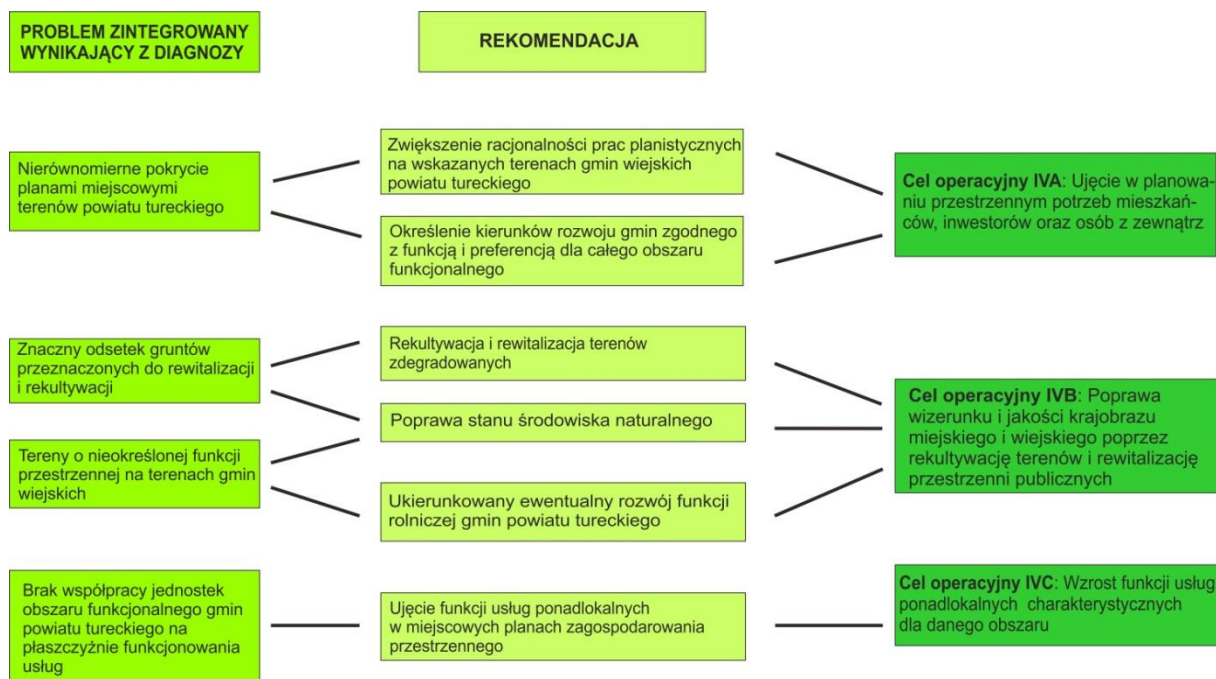 PROBLEM ZINTEGROWANY
WYNIKAJĄCY Z DIAGNOZY
REKOMENDACJA
Nierównomierne pokrycie
planami miejscowymi
terenów powiatu tureckiego
Zwiększenie racjonalności prac planistycznych
na wskazanych terenach gmin wiejskich
powiatu tureckiego
Określenie kierunków rozwoju gmin zgodnego
z funkcją i preferencją dla całego obszaru
funkcjonalnego
Cel operacyjny IVA: Ujęcie w planowa-
niu przestrzennym potrzeb mieszkań-
ców, inwestorów oraz osób z zewnątrz
Znaczny odsetek gruntów
przeznaczonych do rewitalizacji
i rekultywacji
Tereny o nieokreślonej funkcji
przestrzennej na terenach gmin
wiejskich
Rekultywacja i rewitalizacja terenów
zdegradowanych
Poprawa stanu środowiska naturalnego
Ukierunkowany ewentualny rozwój funkcji
rolniczej gmin powiatu tureckiego
Cel operacyjny IVB: Poprawa
wizerunku i jakości krajobrazu
miejskiego i wiejskiego poprzez
rekultywację terenów i rewitalizację
przestrzenni publicznych
Brak współpracy jednostek
obszaru funkcjonalnego gmin
powiatu tureckiego na
płaszczyźnie funkcjonowania
usług
Ujęcie funkcji usług ponadlokalnych
w miejscowych planach zagospodarowania
przestrzennego
Cel operacyjny IVC: Wzrost funkcji usług
ponadlokalnych charakterystycznych
dla danego obszaru